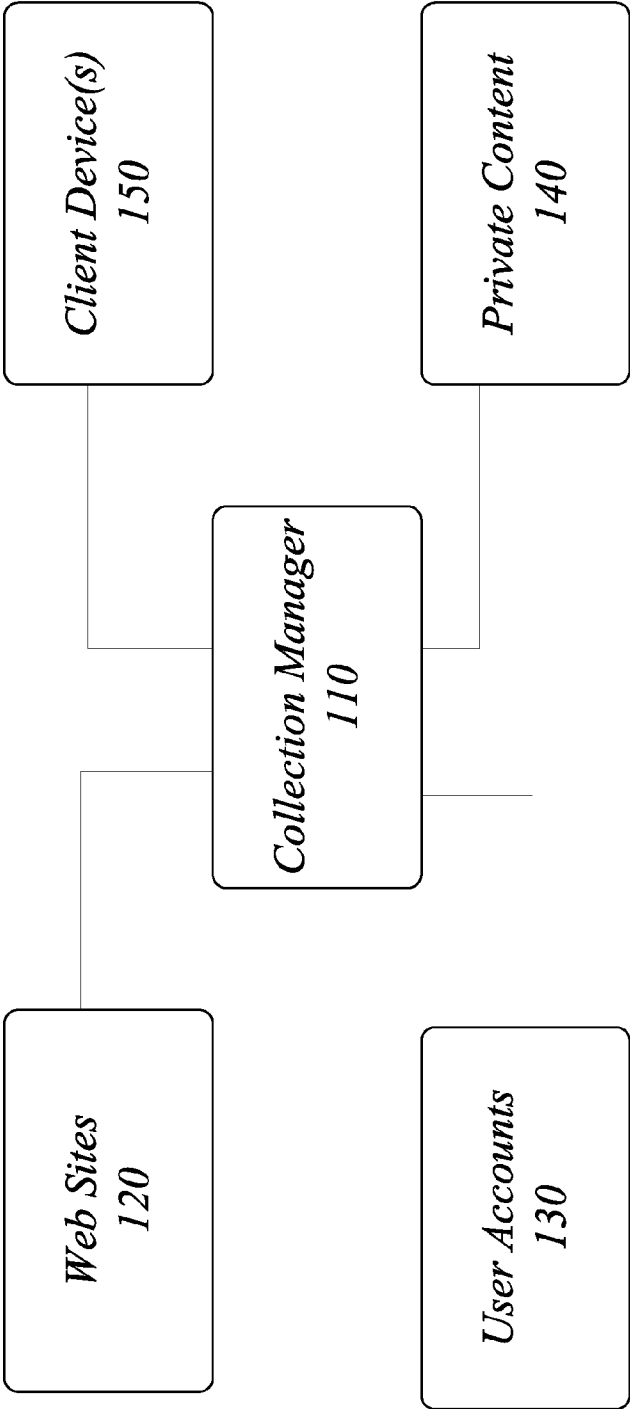 Web Sites
120
Client Device(s)
150
Collection Manager
110
User Accounts
130
Private Content
140